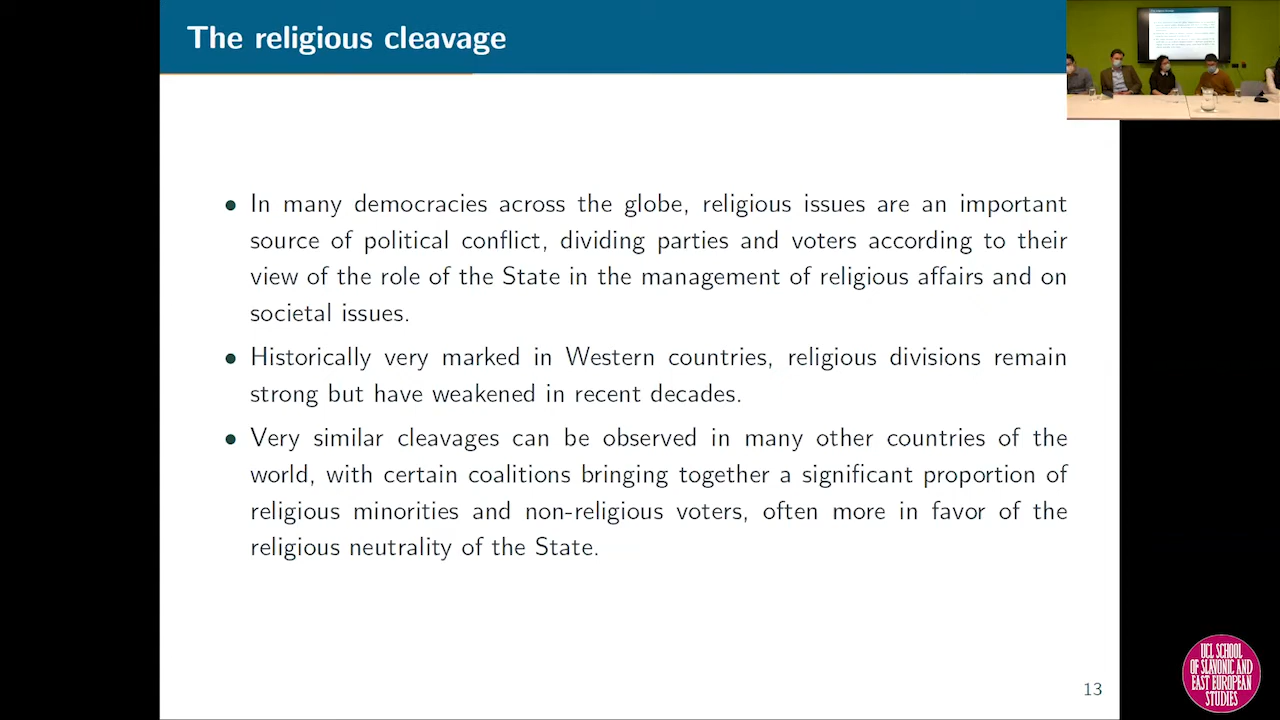 The religious cleavage
• In many democracies across the globe, religious issues are an important
source of political conflict, dividing parties and voters according to their
view of the role of the State in the management of religious affairs and on
societal issues.
• Historically very marked in Western countries, religious divisions remain
strong but have weakened in recent decades.
• Very similar cleavages can be observed in many other countries of the
world, with certain coalitions bringing together a significant proportion of
religious minorities and non-religious voters, often more in favor of the
religious neutrality of the State.
13
UCL SCHOOL
OF SLAVONIC AND
EAST EUROPEAN
STUDIES